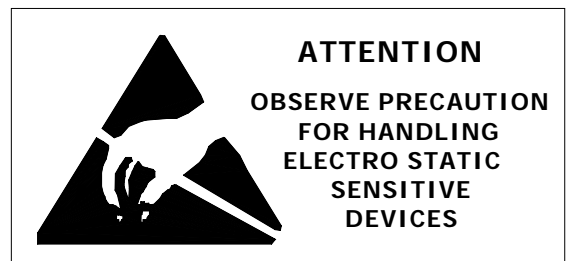 ATTENTION
OBSERVE PRECAUTION
FOR HANDLING
ELECTRO STATIC
SENSITIVE
DEVICES